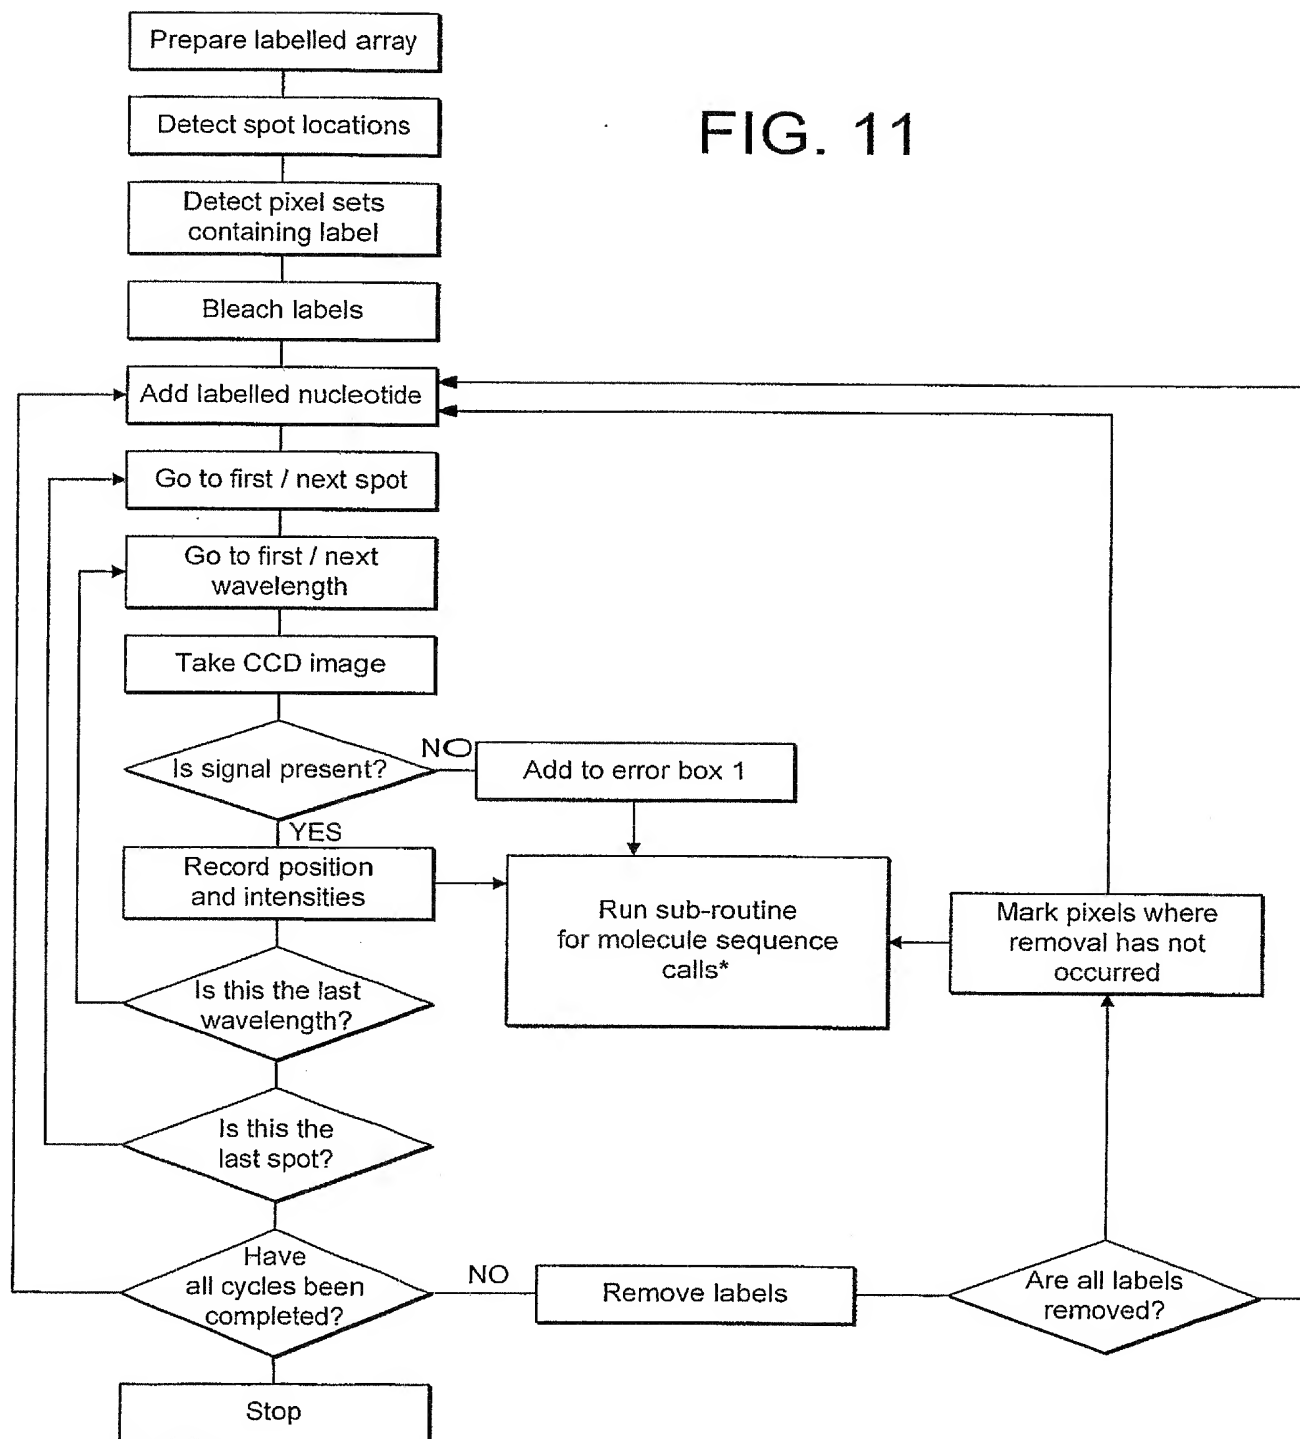 Prepare labelled array
FIG. 11
Detect spot locations
Detect pixel sets
containing label
Bleach labels
Add labelled nucleotide
Go to first / next spot
Go to first / next
wavelength
Take CCD image
Is signal present?
NO
Add to error box 1
YES
Record position
and intensities
Run sub-routine
for molecule sequence
calls*
Mark pixels where
removal has not
occurred
Is this the last
wavelength?
Is this the
last spot?
Have
all cycles been
completed?
NO
Remove labels
Are all labels
removed?
Stop